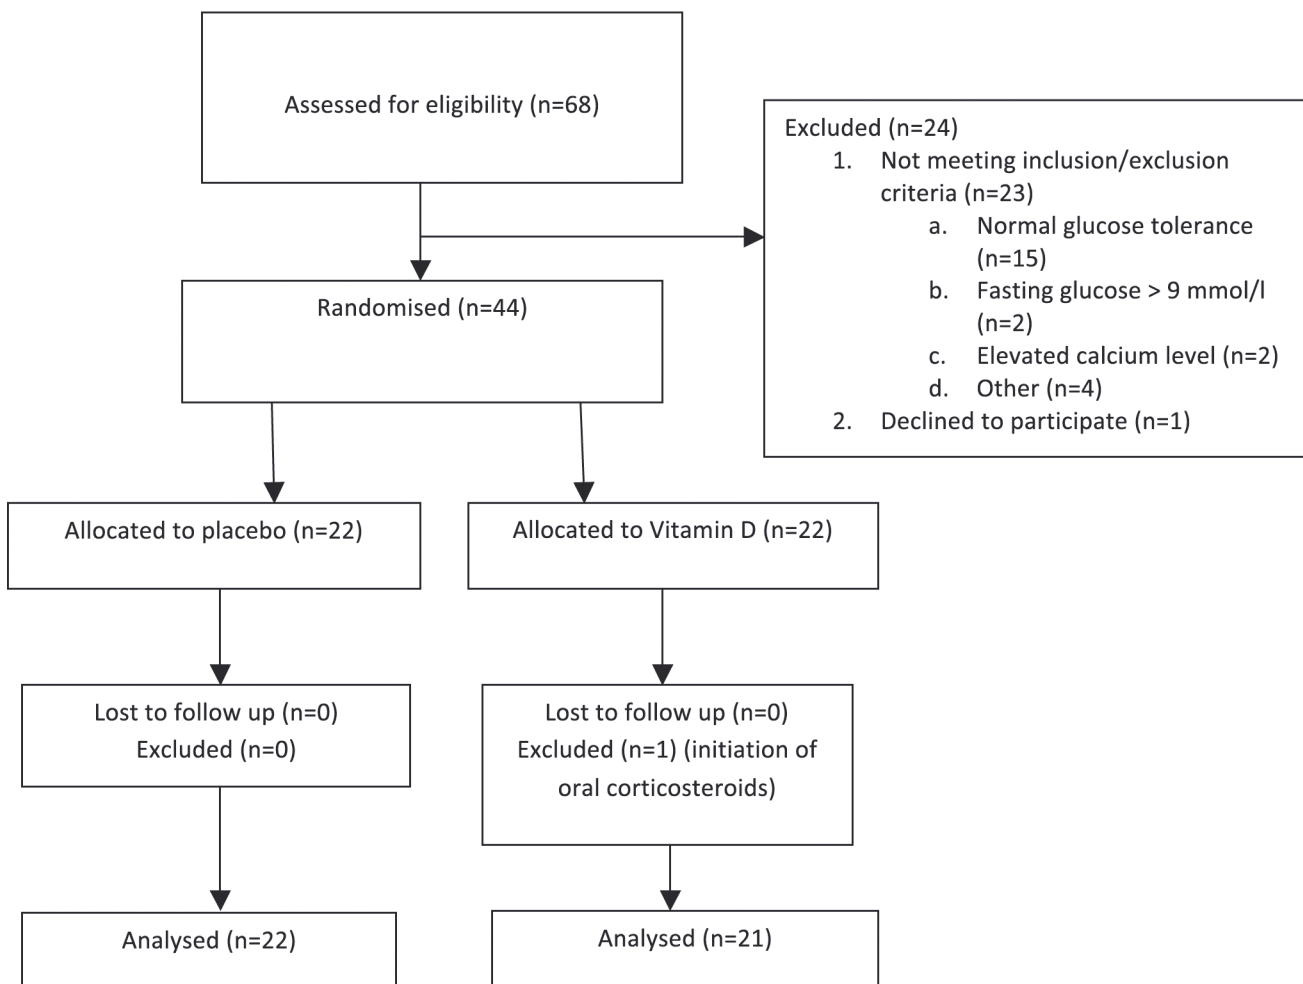 Assessed for eligibility (n=68)
Excluded (n=24)
1. Not meeting inclusion/exclusion
criteria (n=23)
a. Normal glucose tolerance
(n=15)
b. Fasting glucose > 9 mmol/l
(n=2)
c. Elevated calcium level (n=2)
d. Other (n=4)
2. Declined to participate (n=1)
Randomised (n=44)
Allocated to placebo (n=22)
Allocated to Vitamin D (n=22)
Lost to follow up (n=0)
Excluded (n=0)
Lost to follow up (n=0)
Excluded (n=1) (initiation of
oral corticosteroids)
Analysed (n=22)
Analysed (n=21)